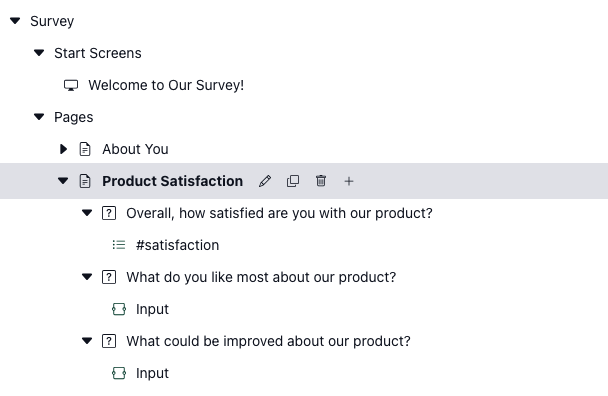 Survey
Start Screens
Welcome to Our Survey!
Pages
About You
Product Satisfaction
Overall, how satisfied are you with our product?
#satisfaction
What do you like most about our product?
Input
What could be improved about our product?
Input